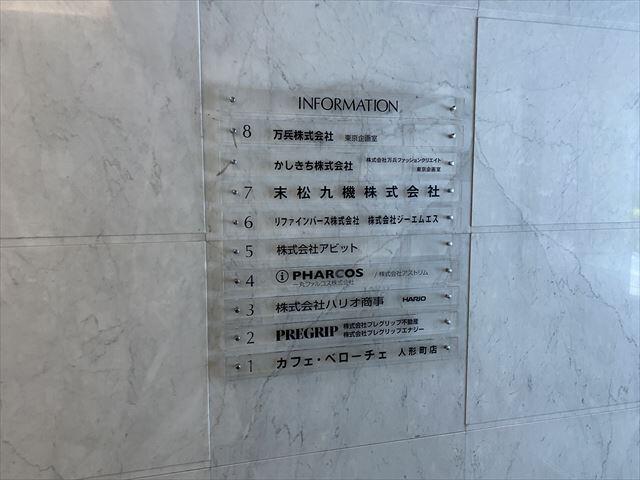 INFORMATION
8 万兵株式会社 東京企画室
かしきち株式会社 株式会社万兵ファッションクリエイト
東京企画室
7 末松九機株式会社
6 リファインバース株式会社 株式会社ジーエムエス
5 株式会社アビット
4 PHARCOS /株式会社アストリム
一丸ファルコス株式会社
3 株式会社ハリオ商事 HARIO
2 PREGRIP 株式会社プレグリップ不動産
株式会社プレグリップエナジー
1 カフェ・ベローチェ 人形町店